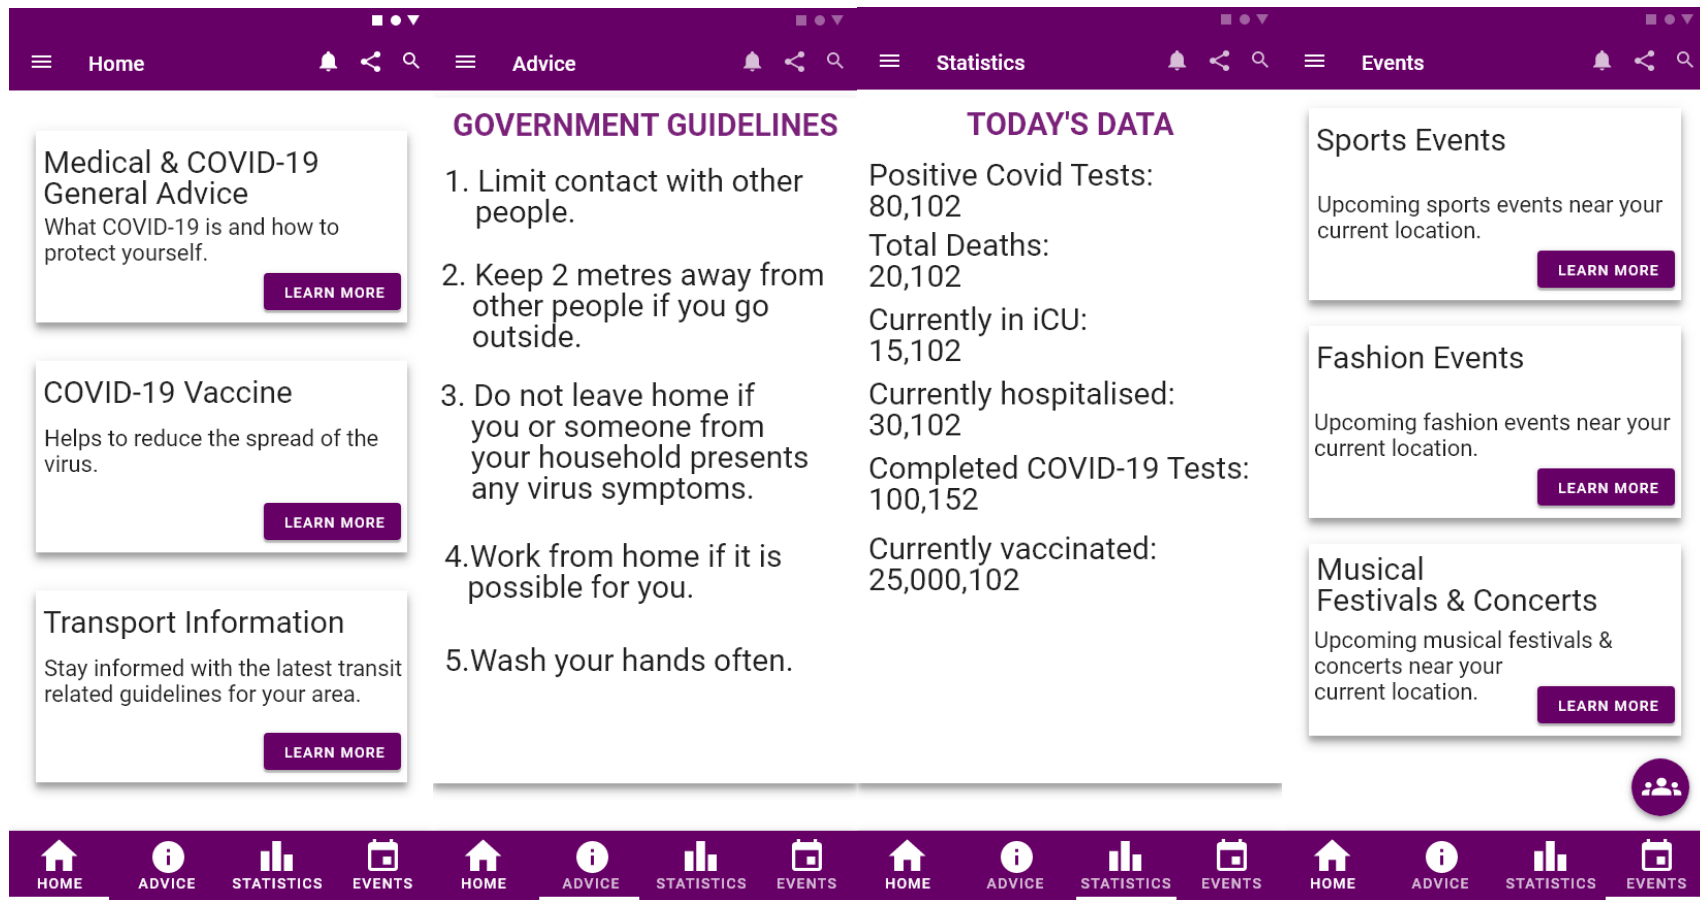 Home
Medical & COVID-19
General Advice
What COVID-19 is and how to
protect yourself.
LEARN MORE
COVID-19 Vaccine
Helps to reduce the spread of the
virus.
LEARN MORE
Transport Information
Stay informed with the latest transit
related guidelines for your area.
LEARN MORE
HOME
ADVICE
STATISTICS
EVENTS
Advice
GOVERNMENT GUIDELINES
1. Limit contact with other
people.
2. Keep 2 metres away from
other people if you go
outside.
3. Do not leave home if
you or someone from
your household presents
any virus symptoms.
4.Work from home if it is
possible for you.
5.Wash your hands often.
HOME
ADVICE
STATISTICS
EVENTS
Statistics
TODAY'S DATA
Positive Covid Tests:
80,102
Total Deaths:
20,102
Currently in iCU:
15,102
Currently hospitalised:
30,102
Completed COVID-19 Tests:
100,152
Currently vaccinated:
25,000,102
HOME
ADVICE
STATISTICS
EVENTS
Events
Sports Events
Upcoming sports events near your
current location.
LEARN MORE
Fashion Events
Upcoming fashion events near your
current location.
LEARN MORE
Musical
Festivals & Concerts
Upcoming musical festivals &
concerts near your
current location.
LEARN MORE
HOME
ADVICE
STATISTICS
EVENTS